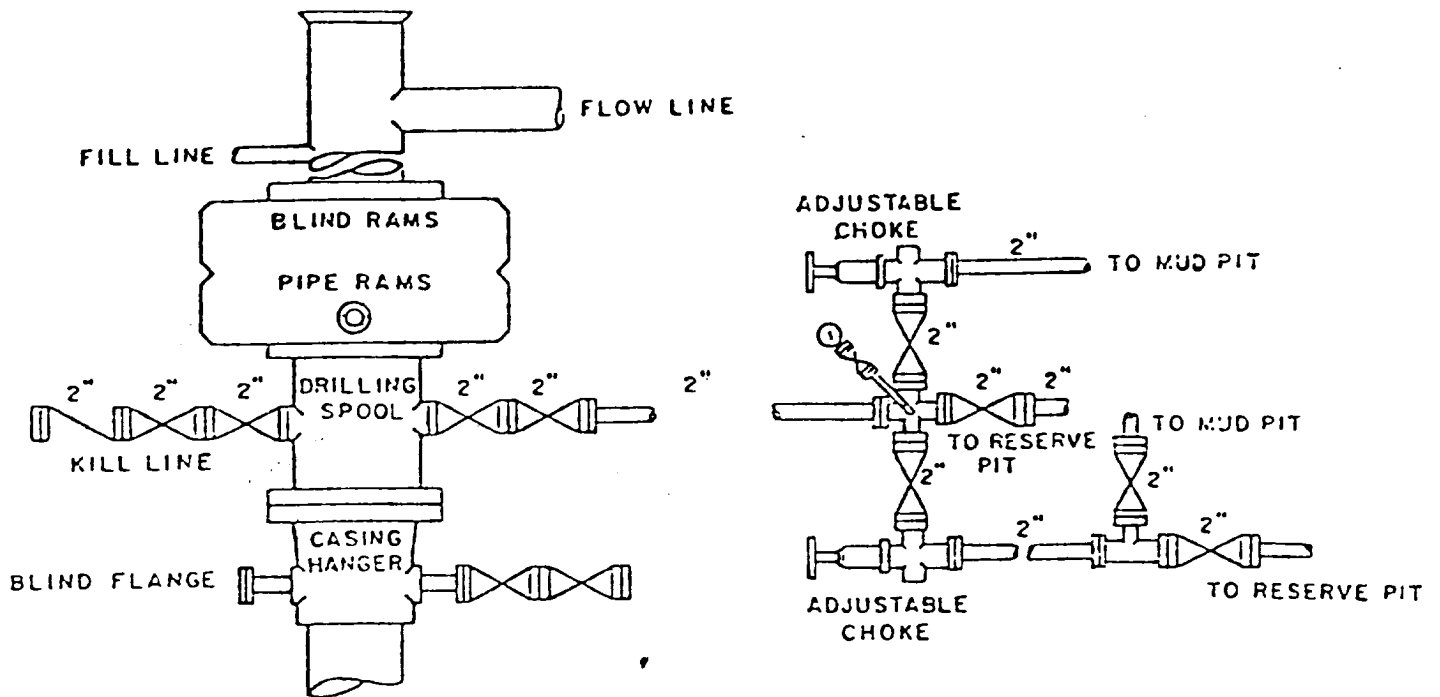 FLOW LINE
FILL LINE
BLIND RAMS
PIPE RAMS
2" 2" 2" DRILLING SPOOL 2" 2" 2"
KILL LINE
CASING
HANGER
BLIND FLANGE
ADJUSTABLE
CHOKE
2"
TO MUD PIT
2"
2" 2"
TO RESERVE
PIT
TO MUD PIT
2"
2"
2"
2"
TO RESERVE PIT
ADJUSTABLE
CHOKE